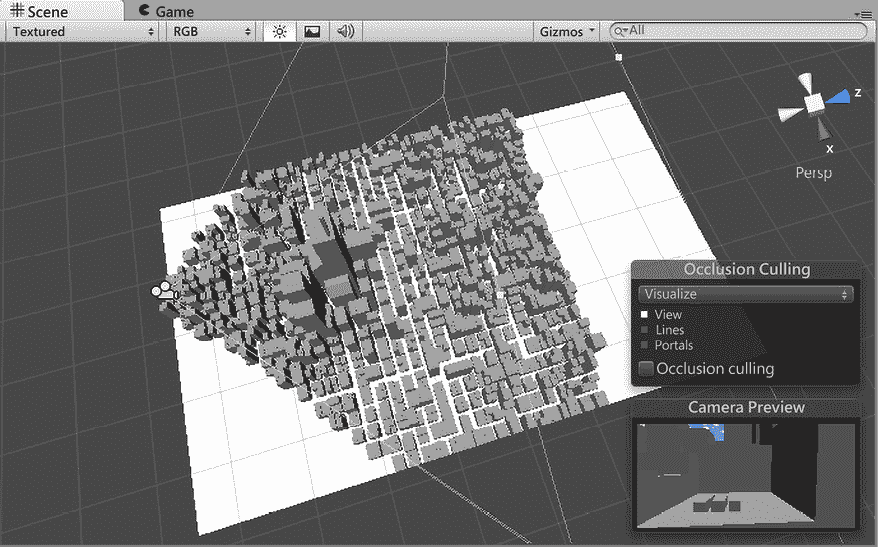 Scene Game
Textured RGB Gizmos All
z
x
Persp
Occlusion Culling
Visualize
View
Lines
Portals
Occlusion culling
Camera Preview